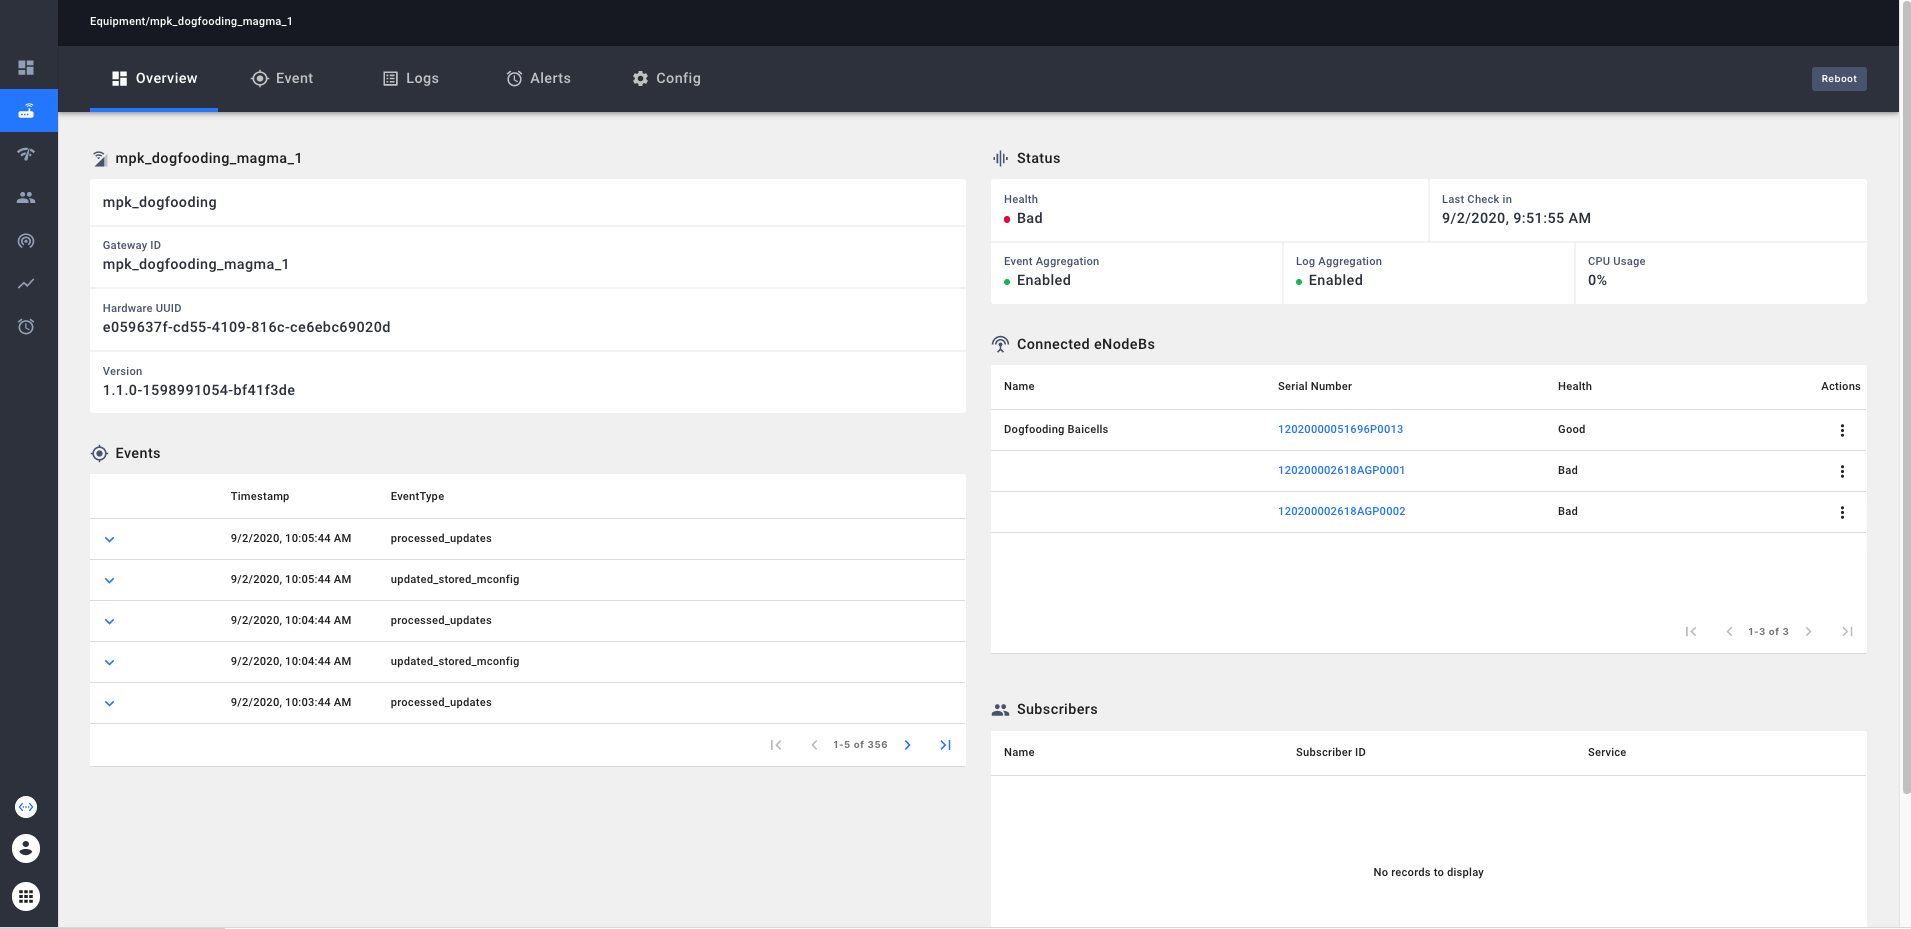 Equipment/mpk_dogfooding_magma_1
Overview
Event
Logs
Alerts
Config
Reboot
mpk_dogfooding_magma_1
mpk_dogfooding
Gateway ID
mpk_dogfooding_magma_1
Hardware UUID
e059637f-cd55-4109-816c-ce6ebc69020d
Version
1.1.0-1598991054-bf41f3de
Events
Timestamp EventType
9/2/2020, 10:05:44 AM processed_updates
9/2/2020, 10:05:44 AM updated_stored_mconfig
9/2/2020, 10:04:44 AM processed_updates
9/2/2020, 10:04:44 AM updated_stored_mconfig
9/2/2020, 10:03:44 AM processed_updates
1-5 of 356
Status
Health
Bad
Last Check in
9/2/2020, 9:51:55 AM
Event Aggregation
Enabled
Log Aggregation
Enabled
CPU Usage
0%
Connected eNodeBs
Name Serial Number Health Actions
Dogfooding Baicells 12020000051696P0013 Good
120200002618AGP0001 Bad
120200002618AGP0002 Bad
1-3 of 3
Subscribers
Name Subscriber ID Service
No records to display